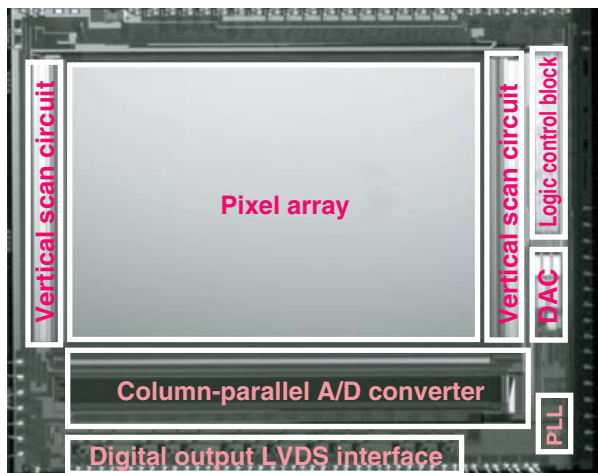 Vertical scan circuit
Pixel array
Vertical scan circuit
Logic control block
DAC
Column-parallel A/D converter
PLL
Digital output LVDS interface